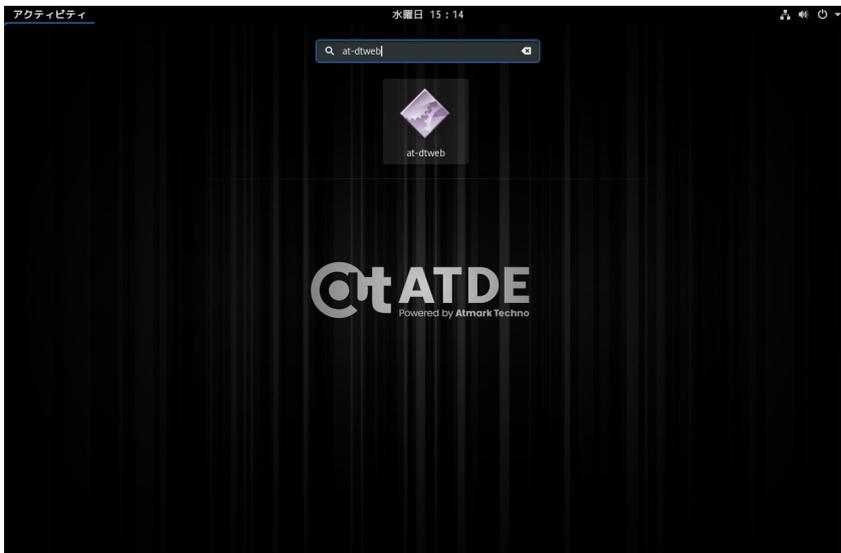 アクティビティ
水曜日 15：14
at-dtweb
at-dtweb
at ATDE
Powered by Atmark Techno